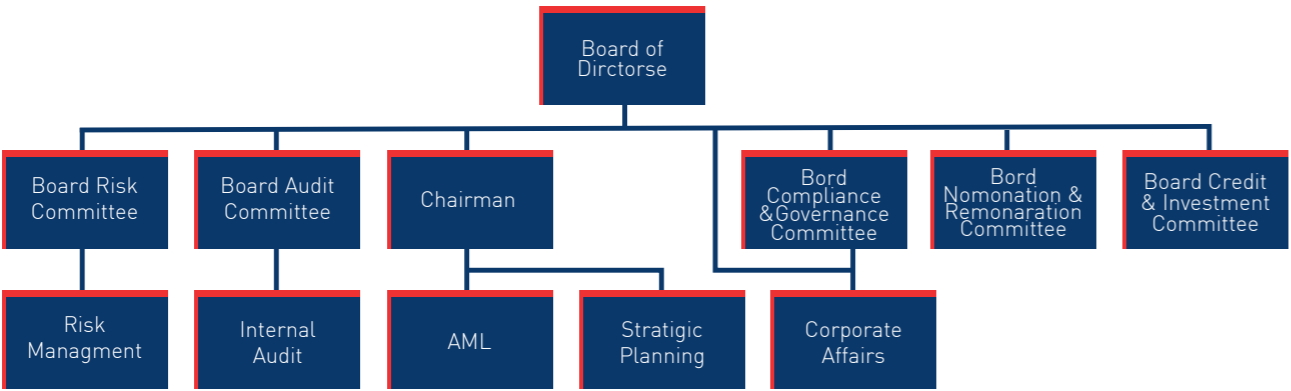 Board of
Dirctorse
Board Risk
Committee
Board Audit
Committee
Chairman
Bord
Compliance
&Governance
Committee
Bord
Nomonation &
Remonaration
Committee
Board Credit
& Investment
Committee
Risk
Managment
Internal
Audit
AML
Stratigic
Planning
Corporate
Affairs